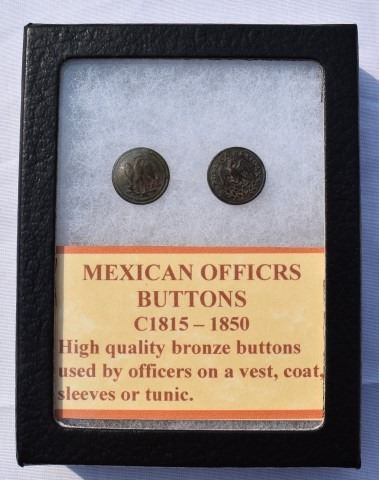 MEXICAN OFFICRS
BUTTONS
C1815 – 1850
High quality bronze buttons
used by officers on a vest, coat,
sleeves or tunic.